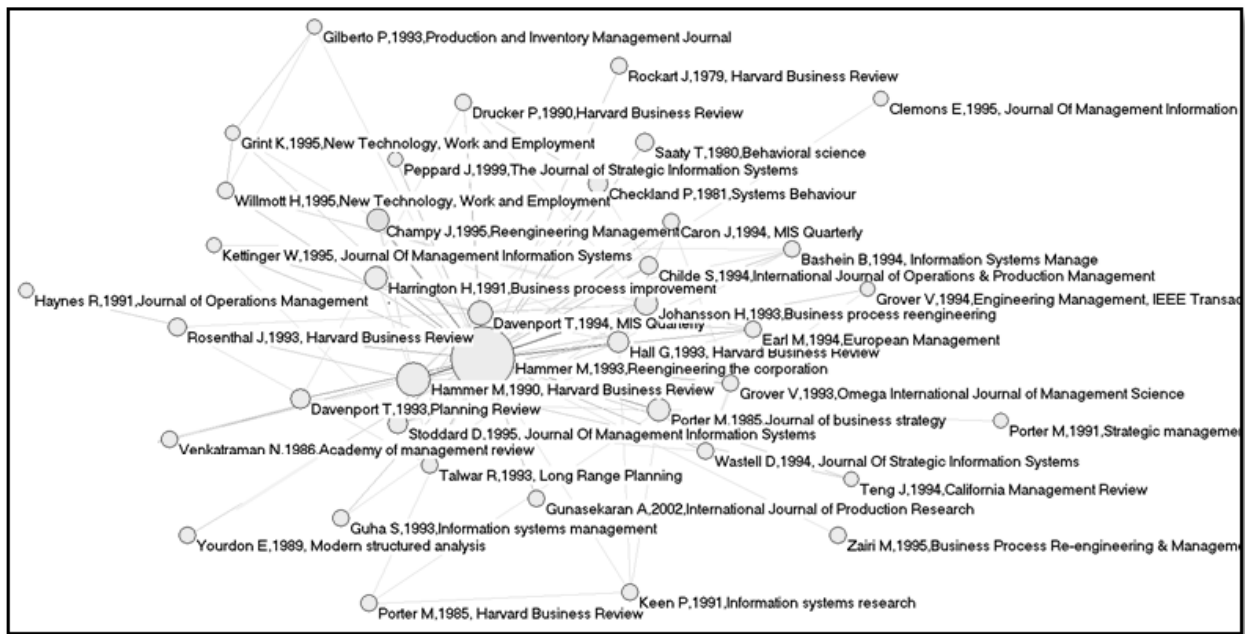 Gilberto P,1993,Production and Inventory Management Journal
Rockart J,1979, Harvard Business Review
Clemons E,1995, Journal Of Management Information
Drucker P,1990,Harvard Business Review
Grint K,1995,New Technology, Work and Employment
Saaty T,1980,Behavioral science
Peppard J,1999,The Journal of Strategic Information Systems
Checkland P,1981,Systems Behaviour
Willmott H,1995,New Technology, Work and Employment
Champy J,1995,Reengineering Management
Caron J,1994, MIS Quarterly
Kettinger W,1995, Journal Of Management Information Systems
Bashein B,1994, Information Systems Manage
Childe S,1994,International Journal of Operations & Production Management
Harrington H,1991,Business process improvement
Haynes R,1991,Journal of Operations Management
Grover V,1994,Engineering Management, IEEE Transac
Johansson H,1993,Business process reengineering
Davenport T,1994, MIS Quarterly
Rosenthal J,1993, Harvard Business Review
Earl M,1994,European Management
Hall G,1993, Harvard Business Review
Hammer M,1993,Reengineering the corporation
Hammer M,1990, Harvard Business Review
Grover V,1993,Omega International Journal of Management Science
Davenport T,1993,Planning Review
Porter M,1985,Journal of business strategy
Porter M,1991,Strategic manageme
Stoddard D,1995, Journal Of Management Information Systems
Venkatraman N,1986,Academy of management review
Wastell D,1994, Journal Of Strategic Information Systems
Talwar R,1993, Long Range Planning
Teng J,1994,California Management Review
Gunasekaran A,2002,International Journal of Production Research
Guha S,1993,Information systems management
Yourdon E,1989, Modern structured analysis
Zairi M,1995,Business Process Re-engineering & Managem
Keen P,1991,Information systems research
Porter M,1985, Harvard Business Review